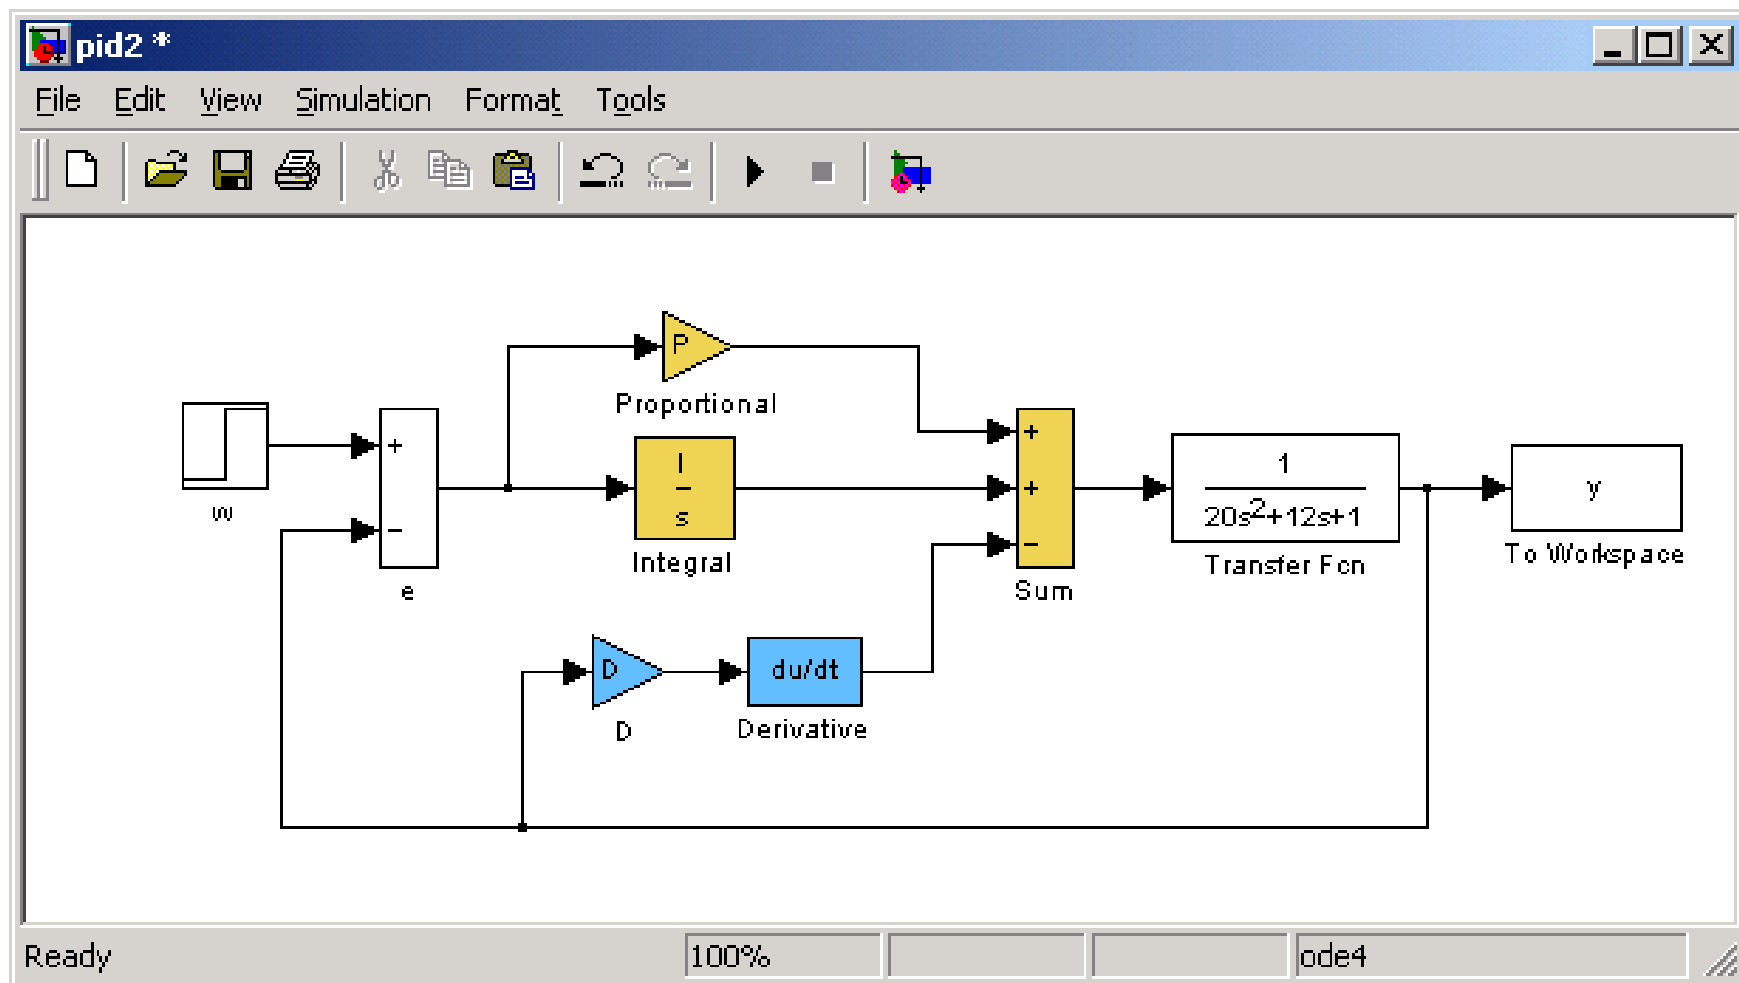 pid2 *
File Edit View Simulation Format Tools
P
Proportional
w
+
−
e
I
s
Integral
+
+
−
Sum
1
20s²+12s+1
Transfer Fcn
y
To Workspace
D
D
du/dt
Derivative
Ready 100% ode4